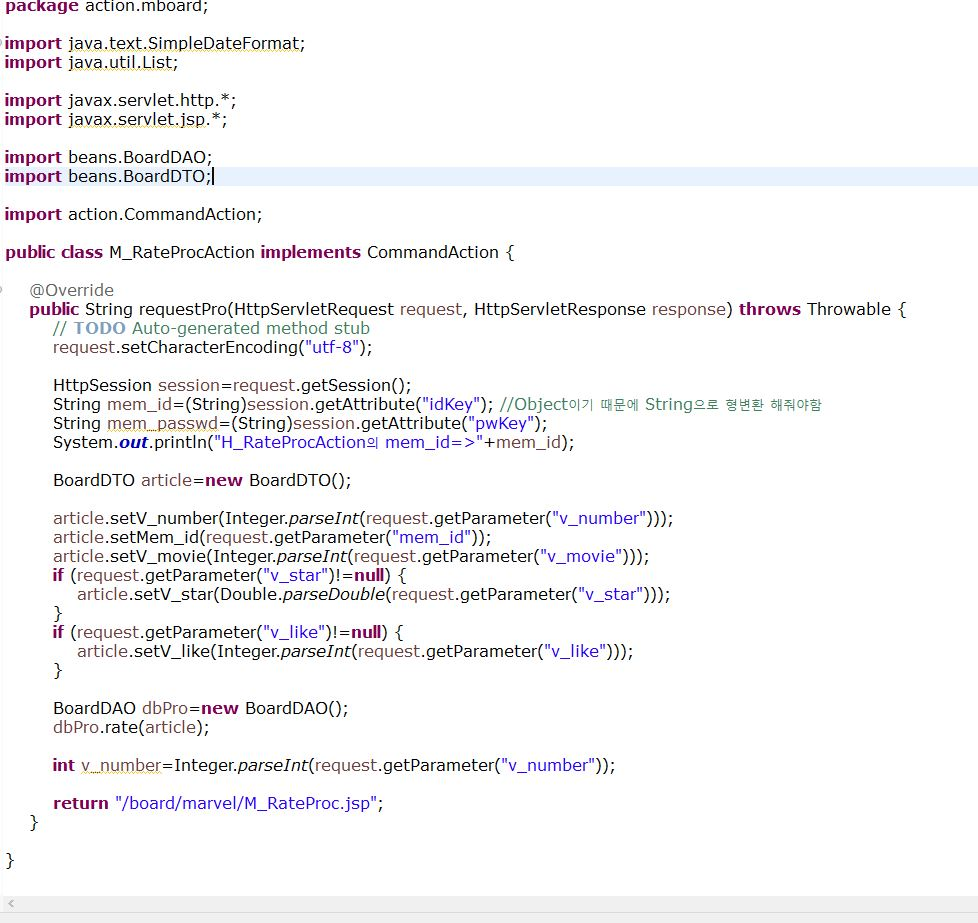 package action.mboard;
import java.text.SimpleDateFormat;
import java.util.List;
import javax.servlet.http.*;
import javax.servlet.jsp.*;
import beans.BoardDAO;
import beans.BoardDTO;
import action.CommandAction;
public class M_RateProcAction implements CommandAction {
@Override
public String requestPro(HttpServletRequest request, HttpServletResponse response) throws Throwable {
// TODO Auto-generated method stub
request.setCharacterEncoding("utf-8");
HttpSession session=request.getSession();
String mem_id=(String)session.getAttribute("idKey"); //Object이기 때문에 String으로 형변환 해줘야함
String mem_passwd=(String)session.getAttribute("pwKey");
System.out.println("H_RateProcAction의 mem_id=>"+mem_id);
BoardDTO article=new BoardDTO();
article.setV_number(Integer.parseInt(request.getParameter("v_number")));
article.setMem_id(request.getParameter("mem_id"));
article.setV_movie(Integer.parseInt(request.getParameter("v_movie")));
if (request.getParameter("v_star")!=null) {
article.setV_star(Double.parseDouble(request.getParameter("v_star")));
}
if (request.getParameter("v_like")!=null) {
article.setV_like(Integer.parseInt(request.getParameter("v_like")));
}
BoardDAO dbPro=new BoardDAO();
dbPro.rate(article);
int v_number=Integer.parseInt(request.getParameter("v_number"));
return "/board/marvel/M_RateProc.jsp";
}
}